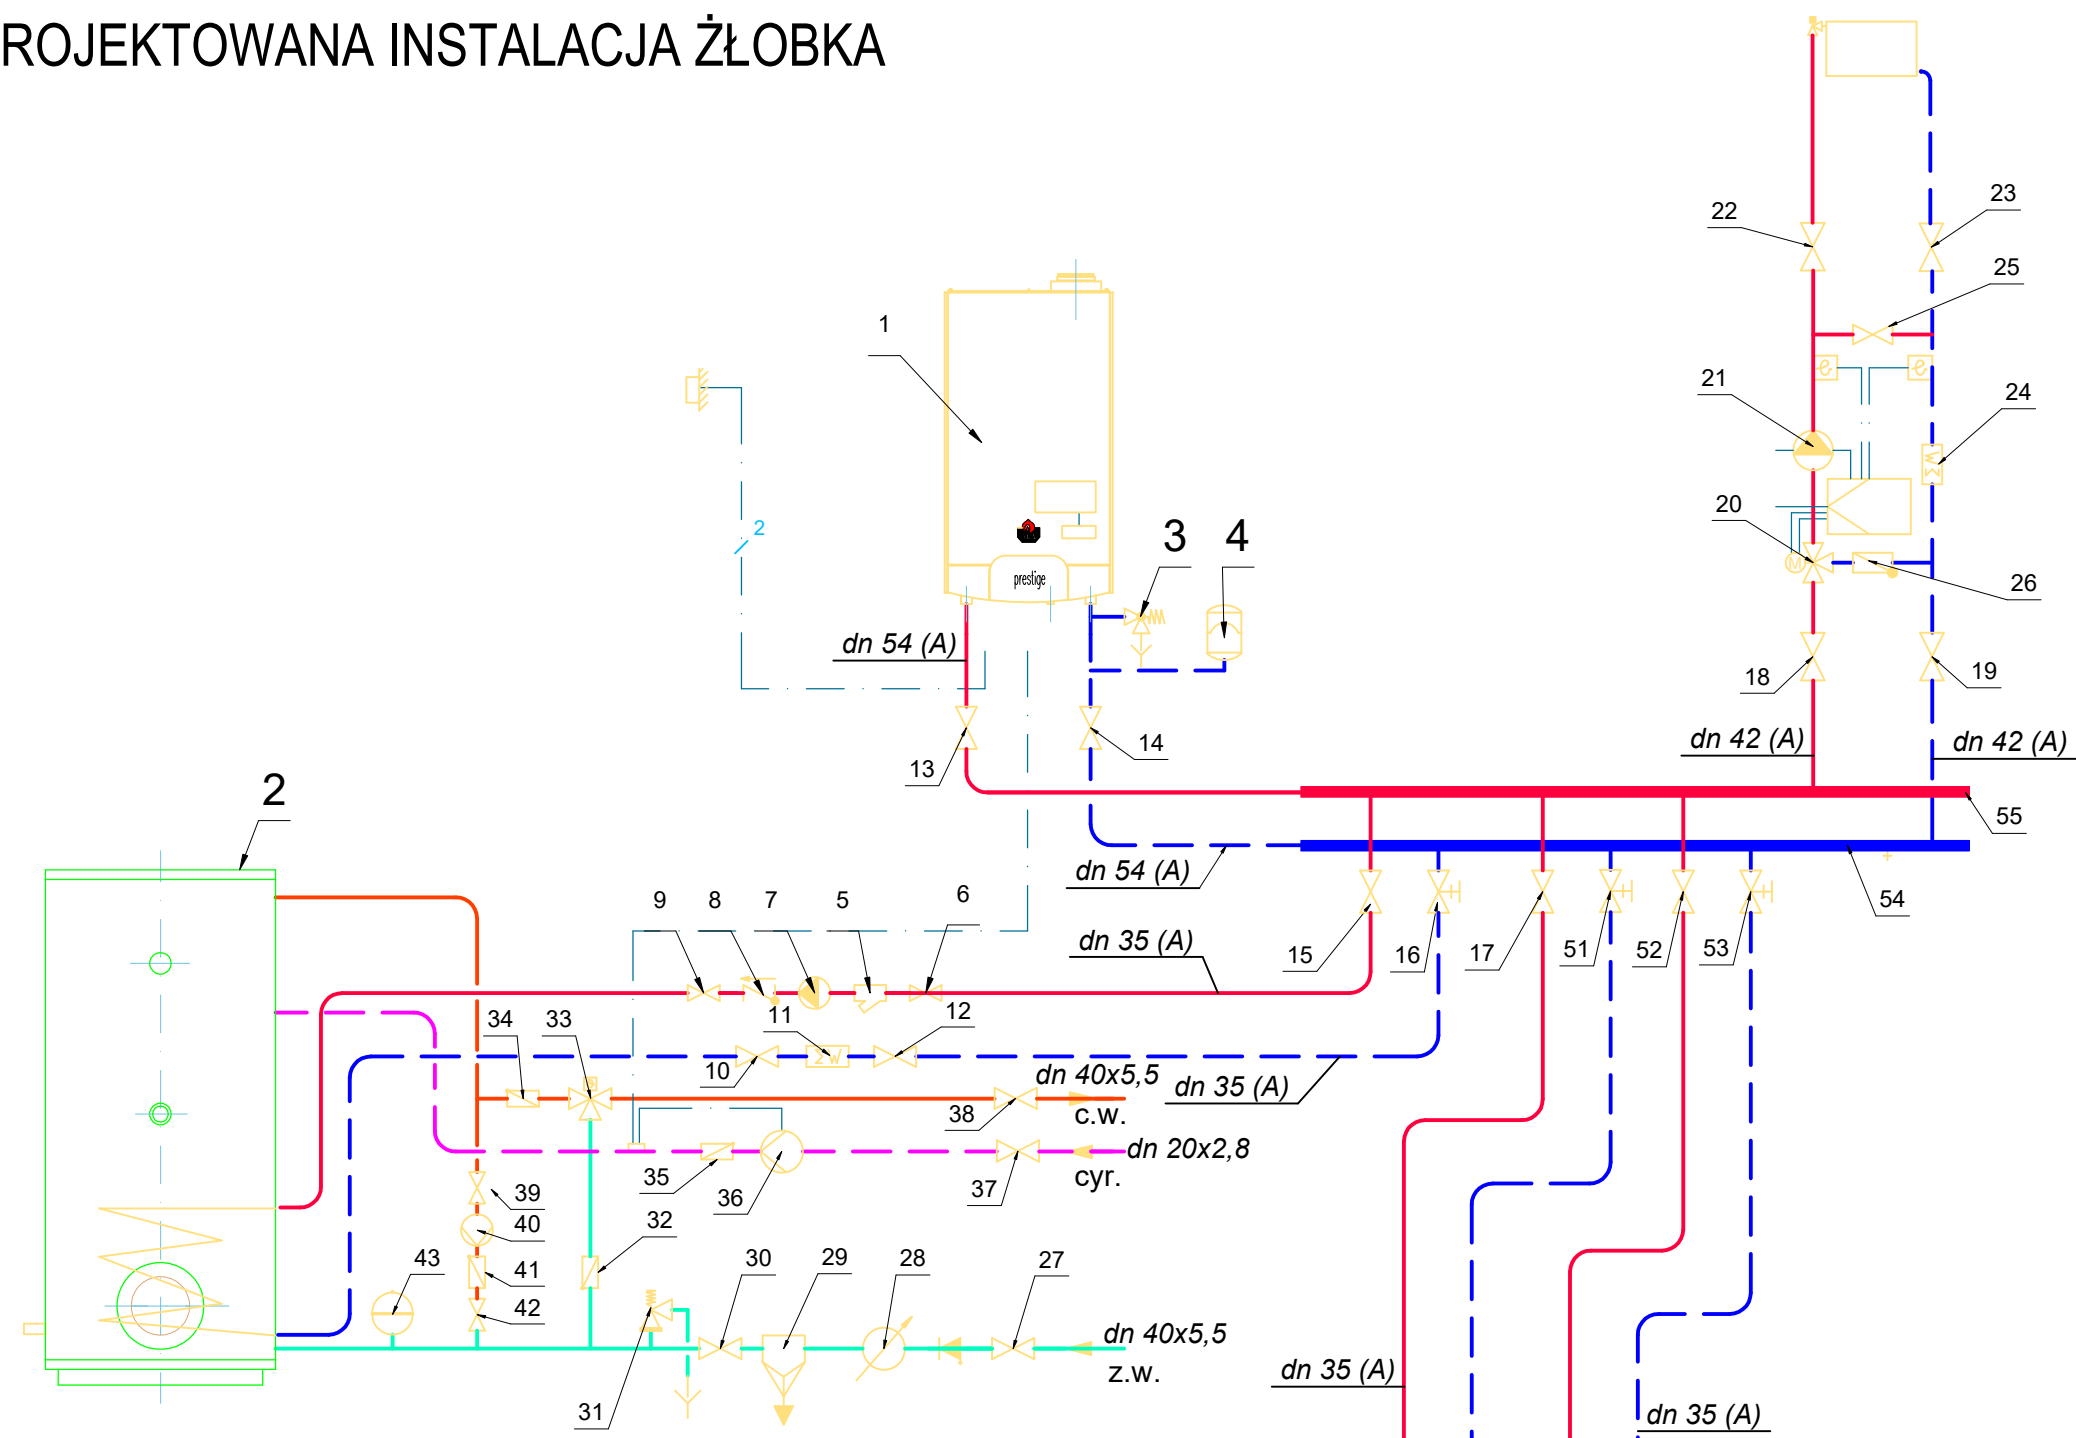 ROJEKTOWANA INSTALACJA ŻŁOBKA
22
23
25
1
21
24
2
20
3
4
26
prestige
dn 54 (A)
18
19
M
13
14
dn 42 (A)
dn 42 (A)
2
55
dn 54 (A)
54
9
8
7
5
6
dn 35 (A)
15
16
17
51
52
53
34
33
11
12
Σ W
W Σ
10
dn 40x5,5
dn 35 (A)
38
c.w.
dn 20x2,8
35
36
37
cyr.
39
40
32
43
41
30
29
28
27
42
dn 40x5,5
z.w.
31
dn 35 (A)
dn 35 (A)